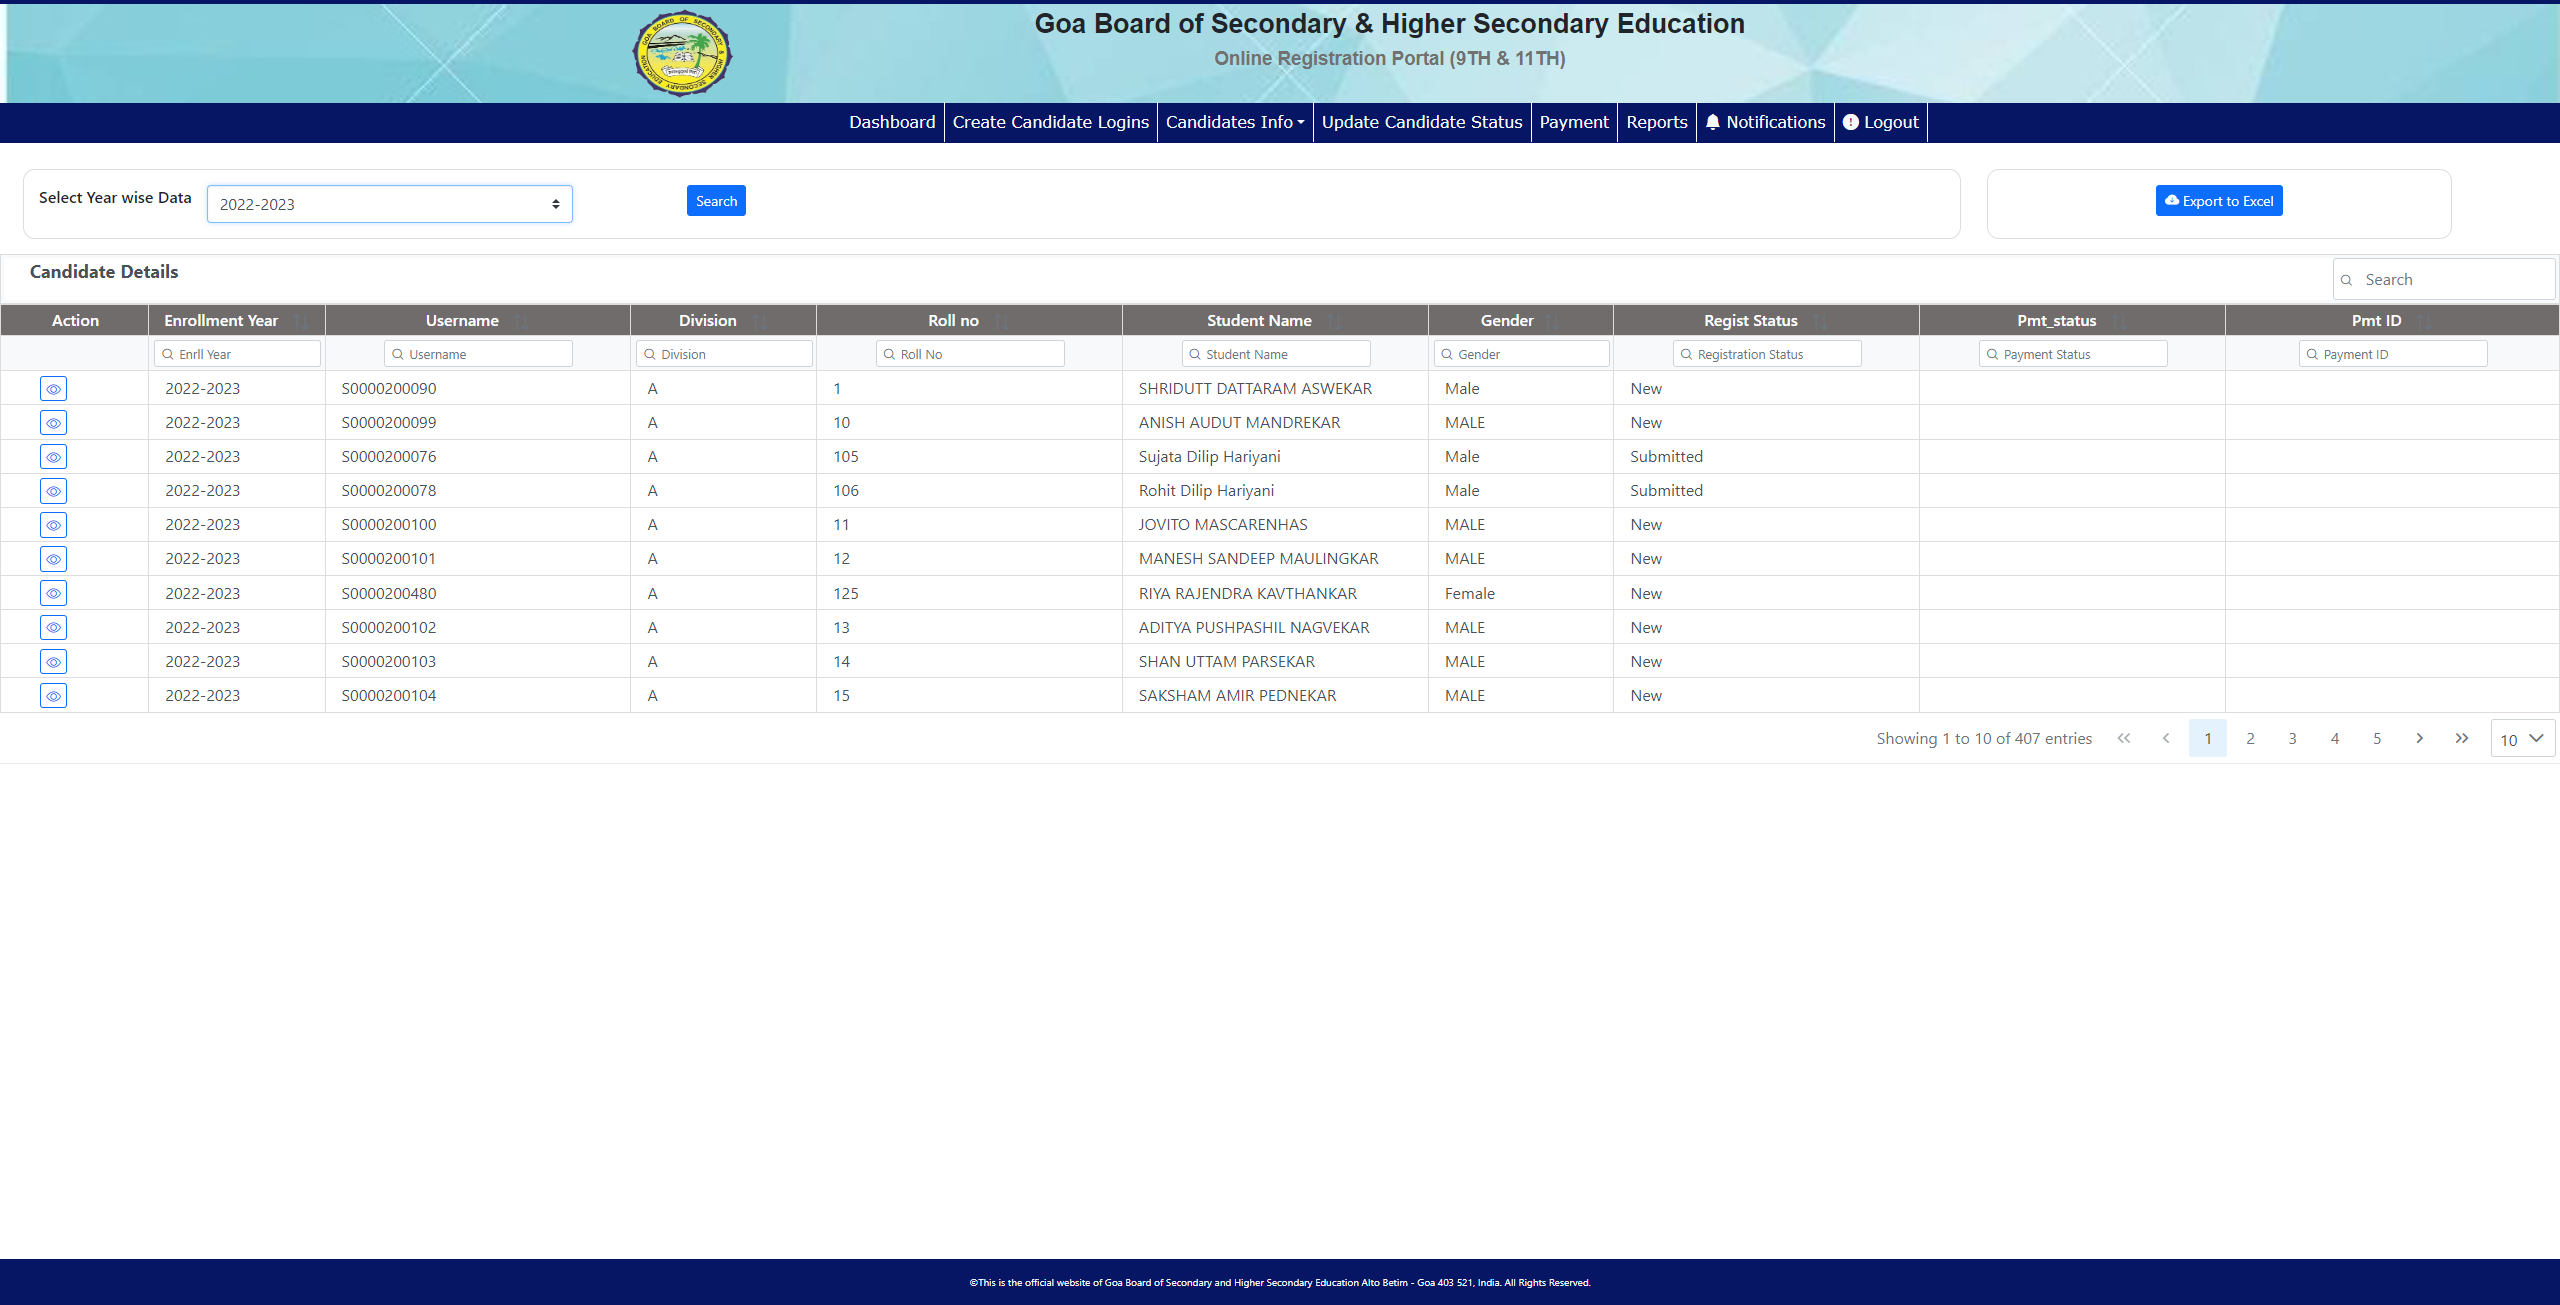 Goa Board of Secondary & Higher Secondary Education
Online Registration Portal (9TH & 11TH)
GOA BOARD OF SECONDARY & HIGHER SECONDARY EDUCATION
Dashboard Create Candidate Logins Candidates Info Update Candidate Status Payment Reports Notifications Logout
Select Year wise Data 2022-2023 Search Export to Excel
Candidate Details Search
Action Enrollment Year Username Division Roll no Student Name Gender Regist Status Pmt_status Pmt ID
Enrll Year Username Division Roll No Student Name Gender Registration Status Payment Status Payment ID
2022-2023 S0000200090 A 1 SHRIDUTT DATTARAM ASWEKAR Male New
2022-2023 S0000200099 A 10 ANISH AUDUT MANDREKAR MALE New
2022-2023 S0000200076 A 105 Sujata Dilip Hariyani Male Submitted
2022-2023 S0000200078 A 106 Rohit Dilip Hariyani Male Submitted
2022-2023 S0000200100 A 11 JOVITO MASCARENHAS MALE New
2022-2023 S0000200101 A 12 MANESH SANDEEP MAULINGKAR MALE New
2022-2023 S0000200480 A 125 RIYA RAJENDRA KAVTHANKAR Female New
2022-2023 S0000200102 A 13 ADITYA PUSHPASHIL NAGVEKAR MALE New
2022-2023 S0000200103 A 14 SHAN UTTAM PARSEKAR MALE New
2022-2023 S0000200104 A 15 SAKSHAM AMIR PEDNEKAR MALE New
Showing 1 to 10 of 407 entries 1 2 3 4 5 10
©This is the official website of Goa Board of Secondary and Higher Secondary Education Alto Betim - Goa 403 521, India. All Rights Reserved.